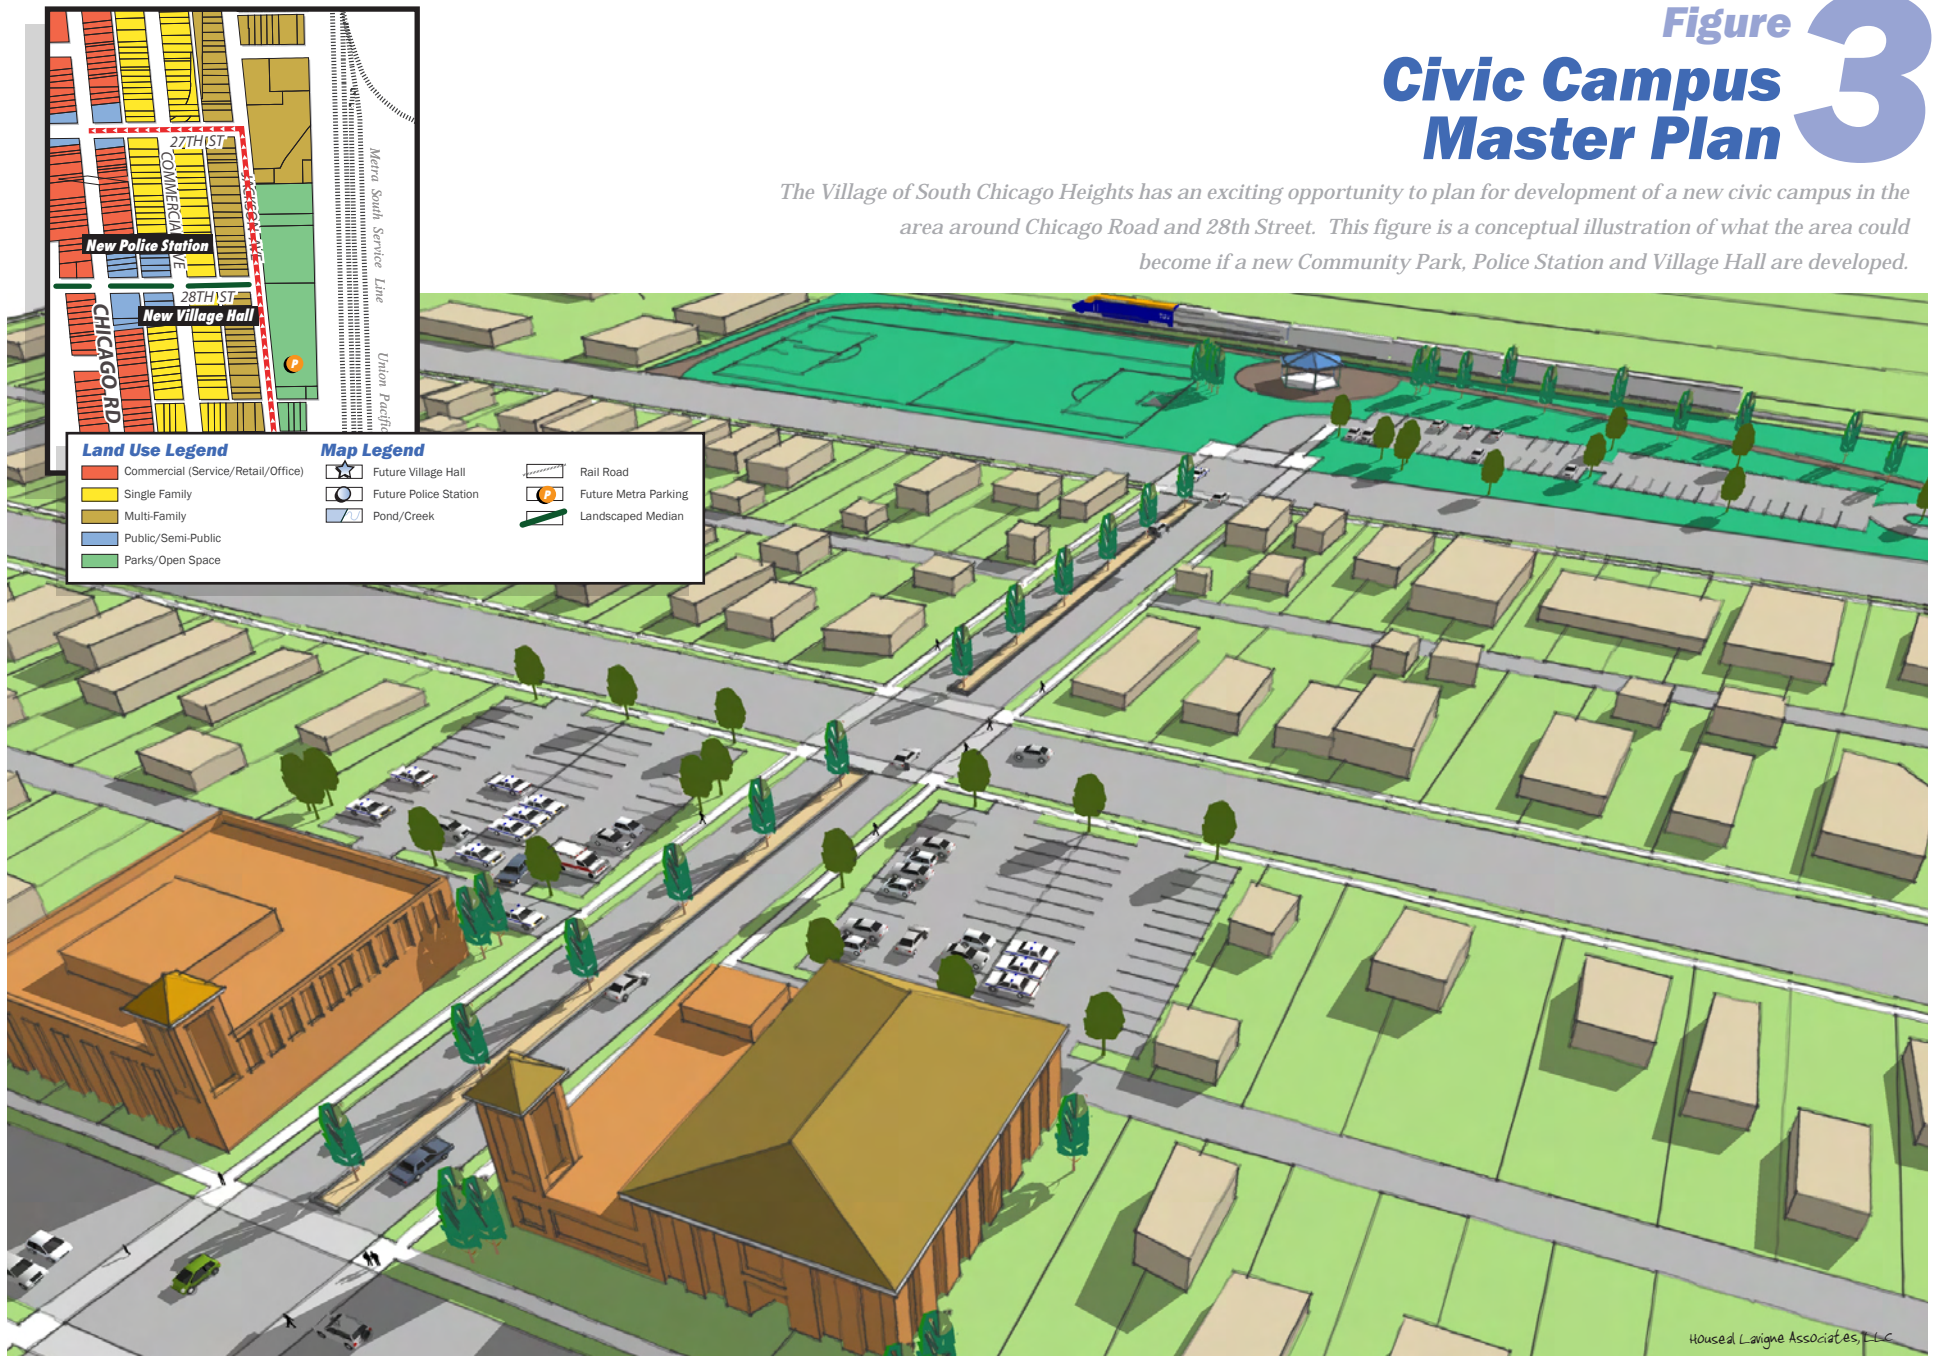 Figure 3
Civic Campus
Master Plan
The Village of South Chicago Heights has an exciting opportunity to plan for development of a new civic campus in the
area around Chicago Road and 28th Street. This figure is a conceptual illustration of what the area could
become if a new Community Park, Police Station and Village Hall are developed.
27TH ST
COMMERCIAL AVE
JACKSON AVE
Metra South Service Line
New Police Station
28TH ST
New Village Hall
CHICAGO RD
P
Union Pacific
Land Use Legend
Commercial (Service/Retail/Office)
Single Family
Multi-Family
Public/Semi-Public
Parks/Open Space
Map Legend
Future Village Hall
Future Police Station
Pond/Creek
Rail Road
P
Future Metra Parking
Landscaped Median
Houseal Lavigne Associates, LLC